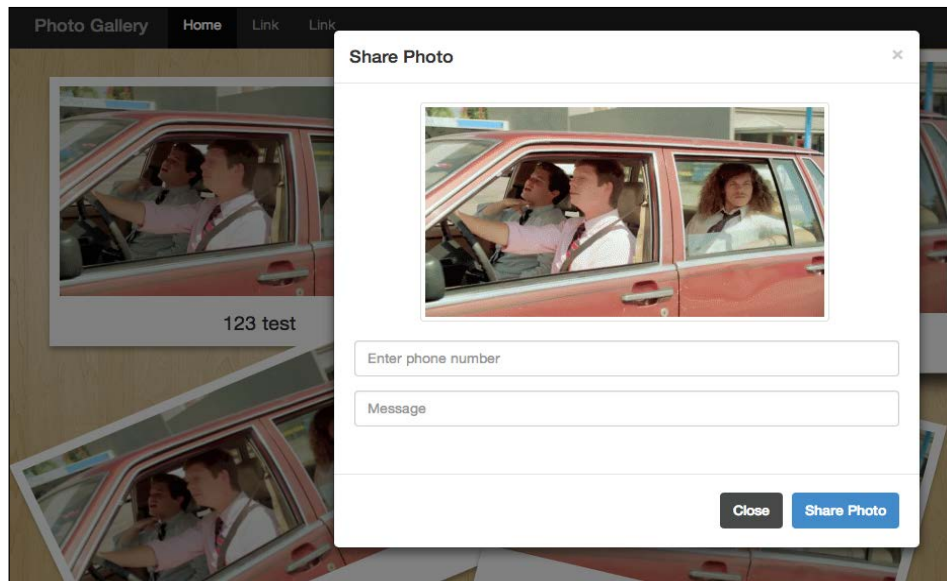 Photo Gallery Home Link Link
Share Photo ×
123 test
Enter phone number
Message
Close Share Photo